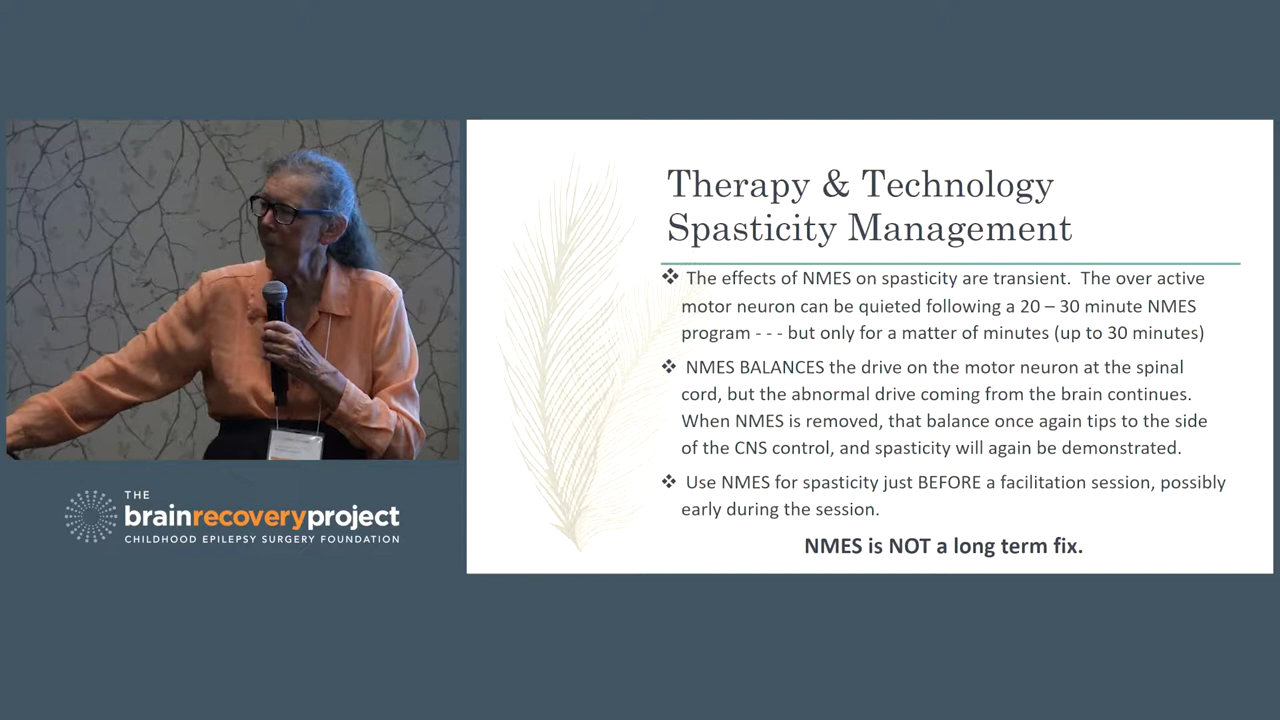 Therapy & Technology
Spasticity Management
❖ The effects of NMES on spasticity are transient. The over active
motor neuron can be quieted following a 20 – 30 minute NMES
program - - - but only for a matter of minutes (up to 30 minutes)
❖ NMES BALANCES the drive on the motor neuron at the spinal
cord, but the abnormal drive coming from the brain continues.
When NMES is removed, that balance once again tips to the side
of the CNS control, and spasticity will again be demonstrated.
❖ Use NMES for spasticity just BEFORE a facilitation session, possibly
early during the session.
NMES is NOT a long term fix.
THE
brainrecoveryproject
CHILDHOOD EPILEPSY SURGERY FOUNDATION